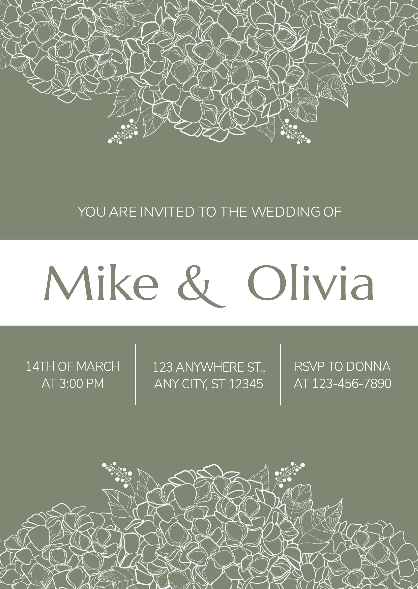 YOU ARE INVITED TO THE WEDDING OF
Mike & Olivia
14TH OF MARCH
AT 3:00 PM
123 ANYWHERE ST.,
ANY CITY, ST 12345
RSVP TO DONNA
AT 123-456-7890